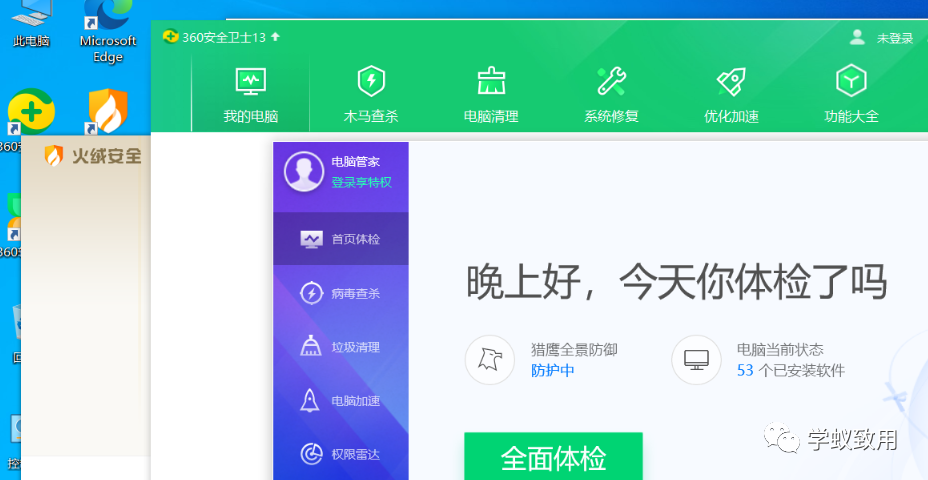 此电脑
Microsoft
Edge
360安全卫士13
未登录
我的电脑
木马查杀
电脑清理
系统修复
优化加速
功能大全
火绒安全
电脑管家
登录享特权
首页体检
病毒查杀
垃圾清理
电脑加速
权限雷达
晚上好，今天你体检了吗
猎鹰全景防御
防护中
电脑当前状态
53 个已安装软件
全面体检
学蚁致用